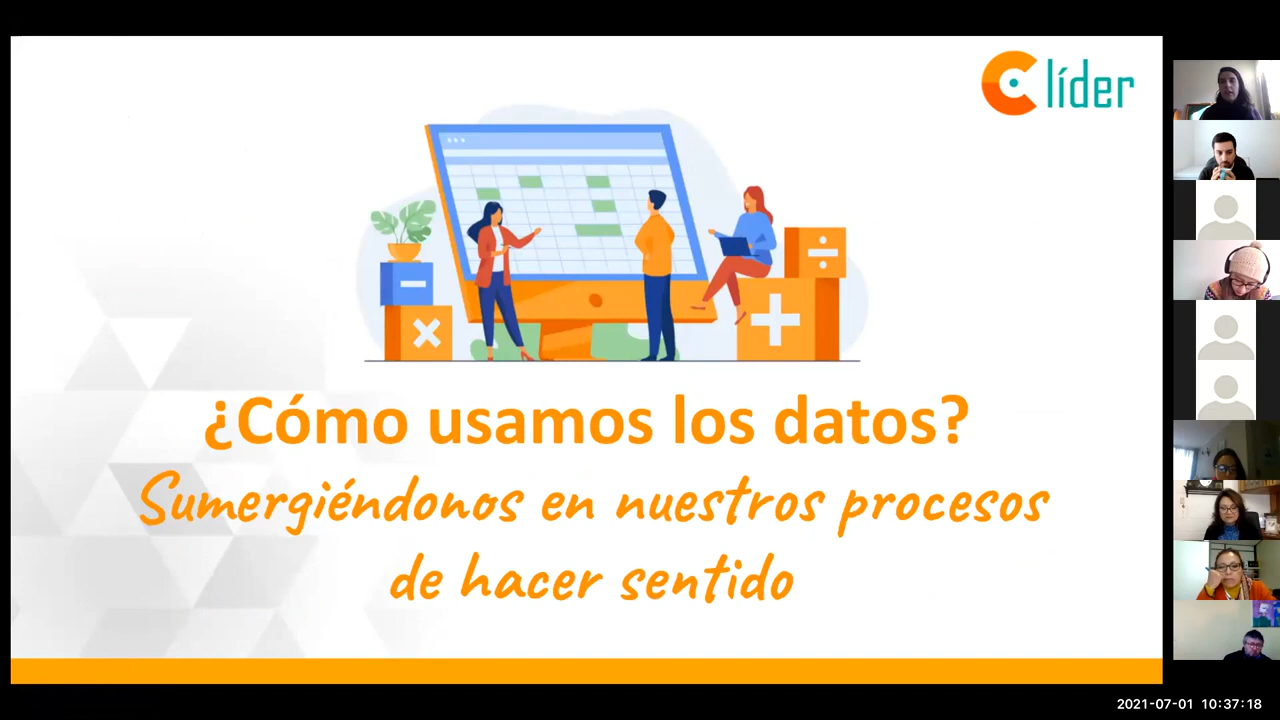 líder
¿Cómo usamos los datos?
Sumergiéndonos en nuestros procesos
de hacer sentido
2021-07-01 10:37:18